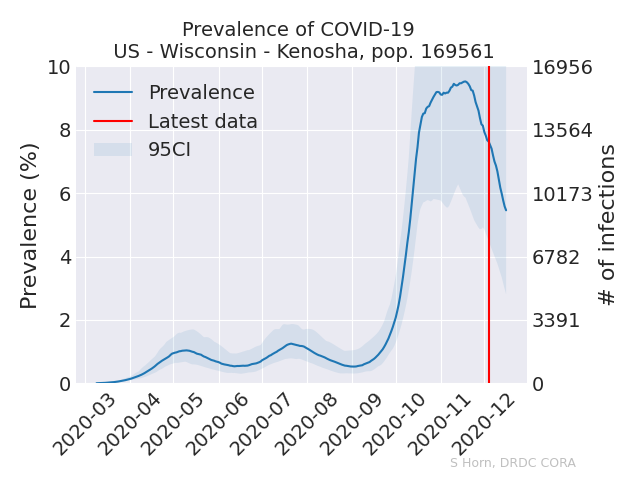 Prevalence of COVID-19
US - Wisconsin - Kenosha, pop. 169561
Prevalence
Latest data
95CI
Prevalence (%)
10
8
6
4
2
0
16956
13564
10173
6782
3391
0
# of infections
2020-03
2020-04
2020-05
2020-06
2020-07
2020-08
2020-09
2020-10
2020-11
2020-12
S Horn, DRDC CORA